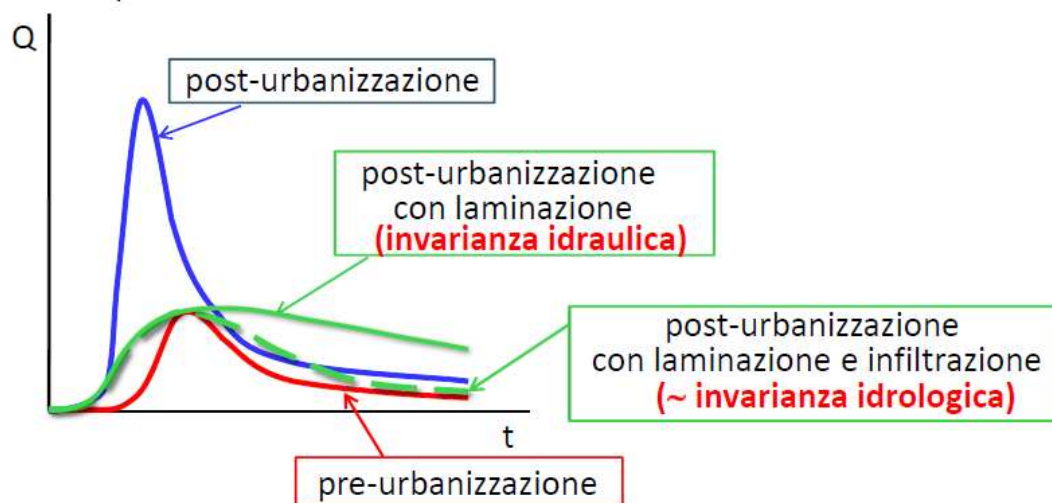 Q
post-urbanizzazione
post-urbanizzazione
con laminazione
(invarianza idraulica)
post-urbanizzazione
con laminazione e infiltrazione
(~ invarianza idrologica)
t
pre-urbanizzazione